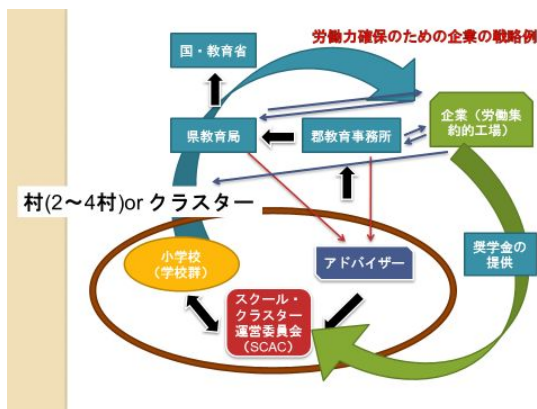 労働力確保のための企業の戦略例
国・教育省
県教育局
郡教育事務所
企業（労働集
約的工場）
村(2～4村)or クラスター
小学校
（学校群）
アドバイザー
奨学金の
提供
スクール・
クラスター
運営委員会
（SCAC）